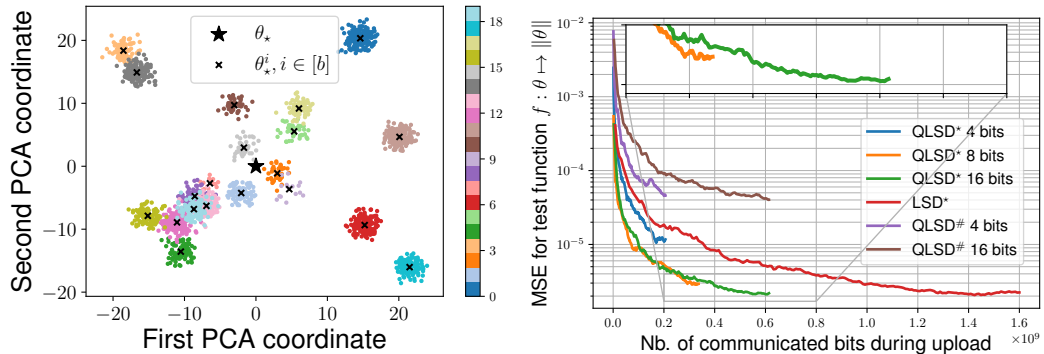 20
10
0
−10
−20
Second PCA coordinate
−20
−10
0
10
20
First PCA coordinate
θ⋆
θ⋆^i, i ∈ [b]
18
15
12
9
6
3
0
10^−2
10^−3
10^−4
10^−5
MSE for test function f : θ ↦ ||θ||
QLSD⋆ 4 bits
QLSD⋆ 8 bits
QLSD⋆ 16 bits
LSD⋆
QLSD# 4 bits
QLSD# 16 bits
0.0
0.2
0.4
0.6
0.8
1.0
1.2
1.4
1.6
×10^9
Nb. of communicated bits during upload